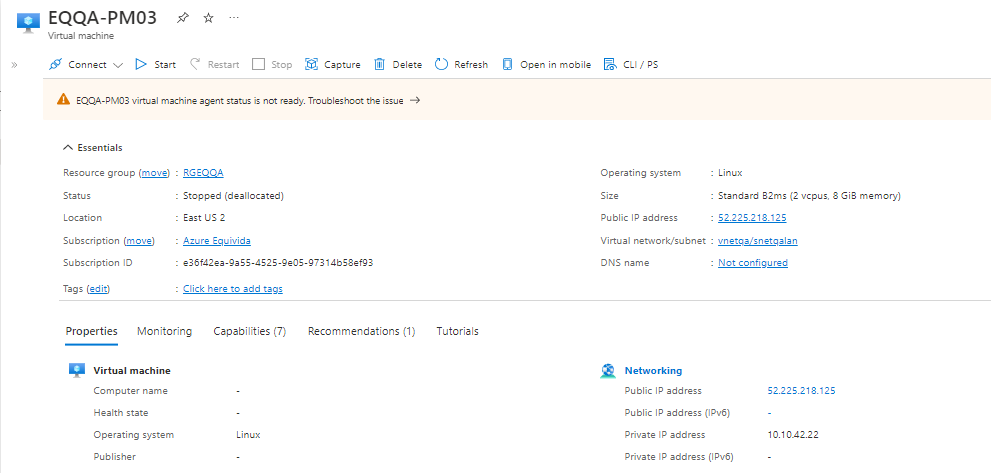 EQQA-PM03
Virtual machine
Connect Start Restart Stop Capture Delete Refresh Open in mobile CLI / PS
EQQA-PM03 virtual machine agent status is not ready. Troubleshoot the issue →
Essentials
Resource group (move) : RGEQQA
Status : Stopped (deallocated)
Location : East US 2
Subscription (move) : Azure Equivida
Subscription ID : e36f42ea-9a55-4525-9e05-97314b58ef93
Tags (edit) : Click here to add tags
Operating system : Linux
Size : Standard B2ms (2 vcpus, 8 GiB memory)
Public IP address : 52.225.218.125
Virtual network/subnet : vnetqa/snetqalan
DNS name : Not configured
Properties Monitoring Capabilities (7) Recommendations (1) Tutorials
Virtual machine
Computer name -
Health state -
Operating system Linux
Publisher -
Networking
Public IP address 52.225.218.125
Public IP address (IPv6) -
Private IP address 10.10.42.22
Private IP address (IPv6) -